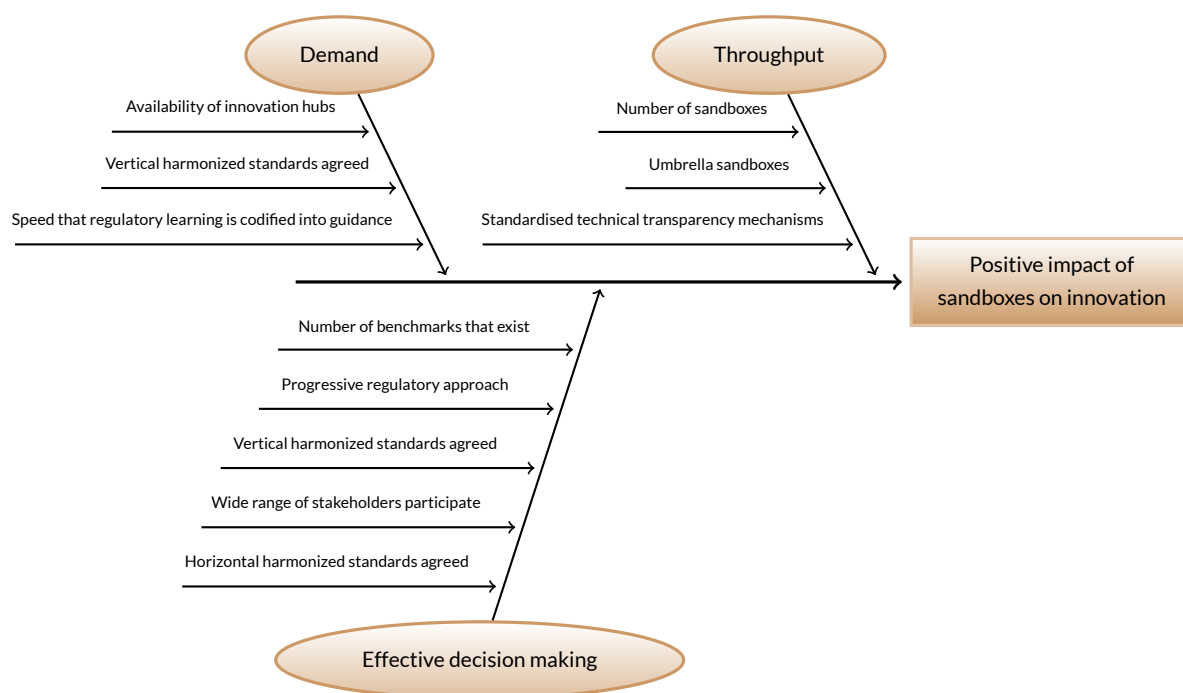 Demand
Throughput
Availability of innovation hubs
Number of sandboxes
Vertical harmonized standards agreed
Umbrella sandboxes
Speed that regulatory learning is codified into guidance
Standardised technical transparency mechanisms
Positive impact of
sandboxes on innovation
Number of benchmarks that exist
Progressive regulatory approach
Vertical harmonized standards agreed
Wide range of stakeholders participate
Horizontal harmonized standards agreed
Effective decision making